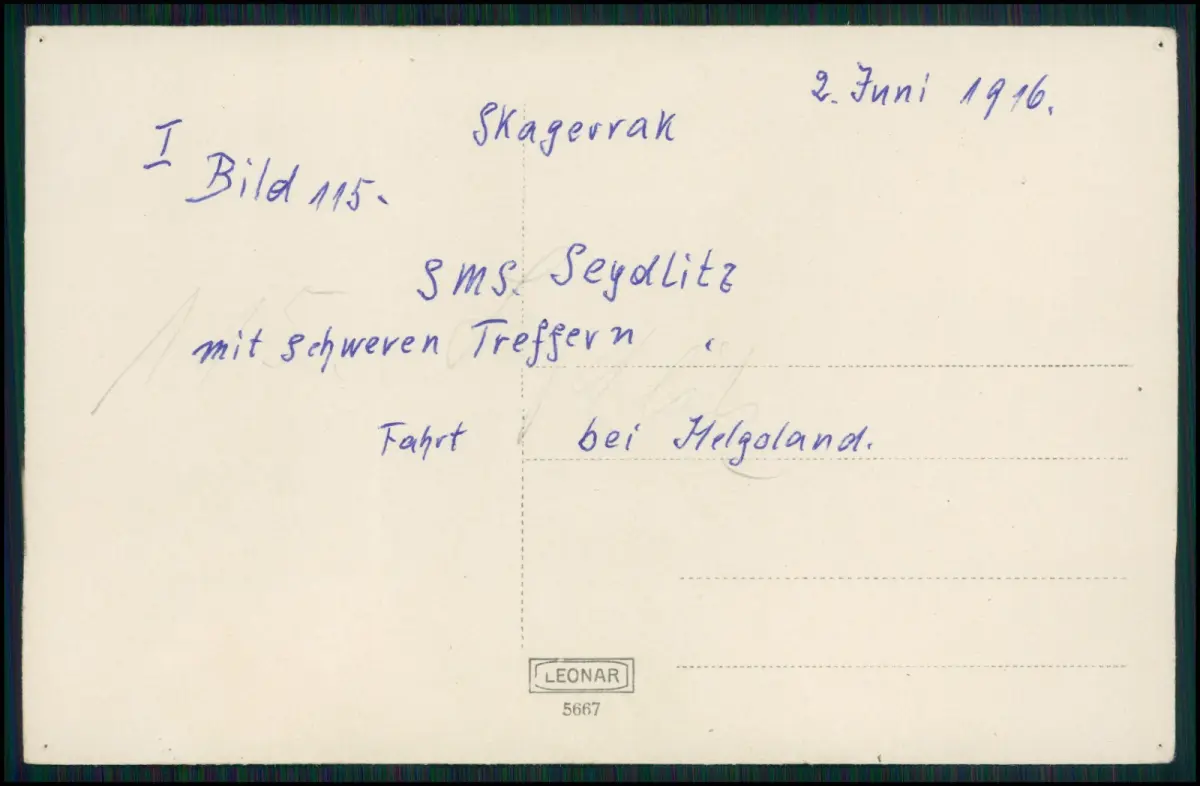 2. Juni 1916.
Skagerrak
I
Bild 115.
SMS. Seydlitz
mit schweren Treffern.
Fahrt bei Helgoland.
LEONAR
5667